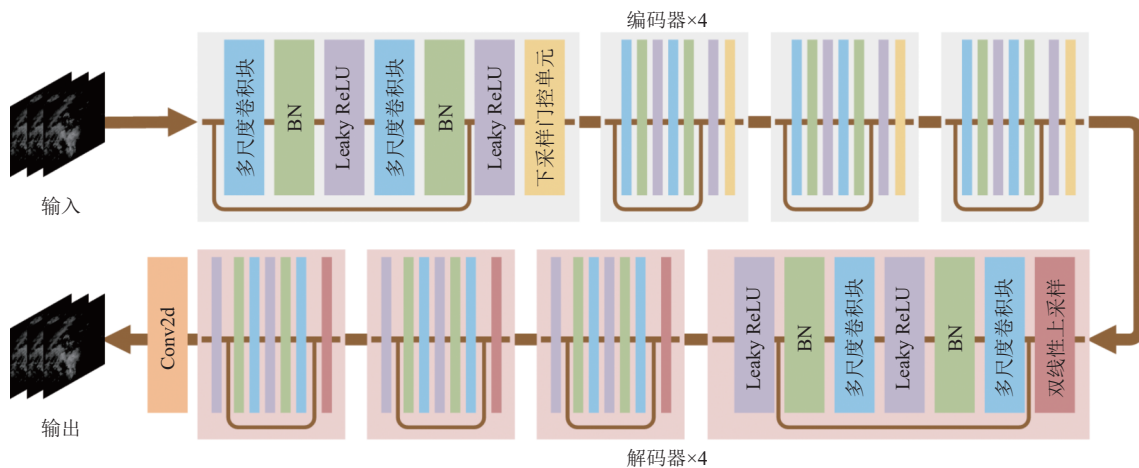 编码器×4
多尺度卷积块
BN
Leaky ReLU
多尺度卷积块
BN
Leaky ReLU
下采样门控单元
输入
Conv2d
Leaky ReLU
BN
多尺度卷积块
Leaky ReLU
BN
多尺度卷积块
双线性上采样
输出
解码器×4